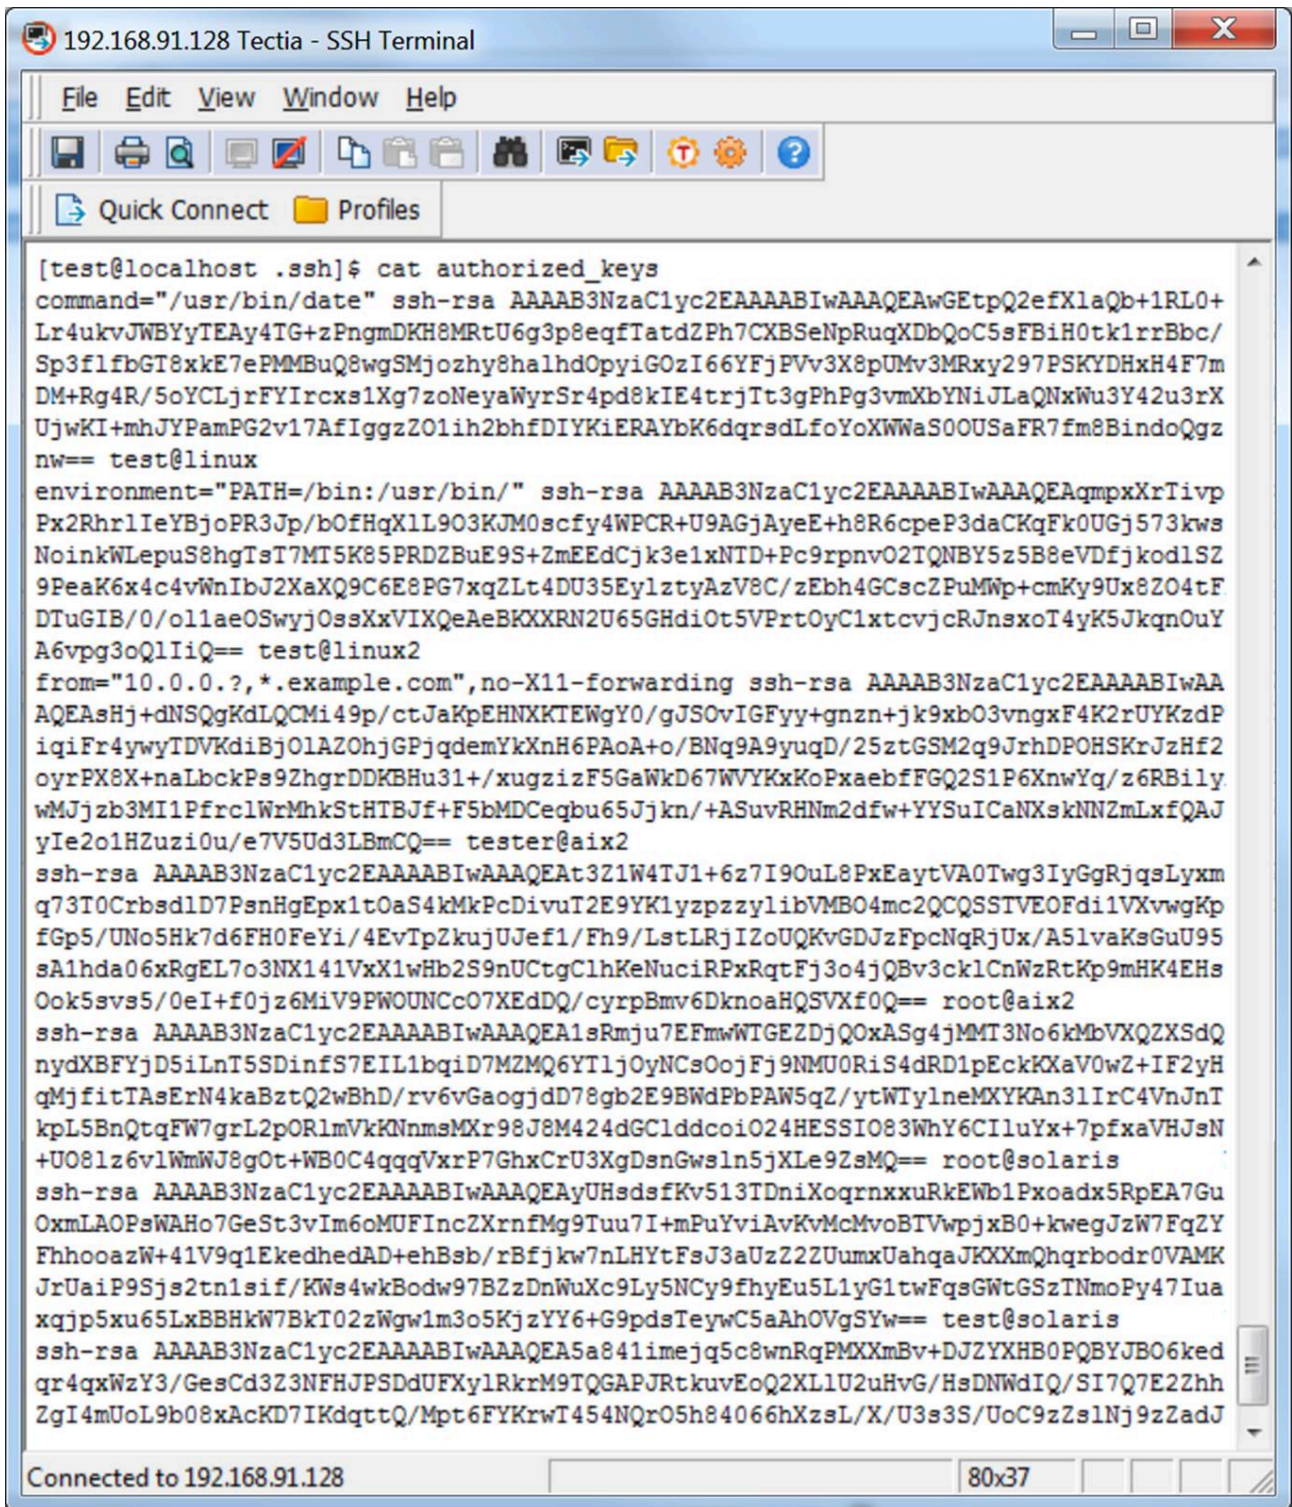 192.168.91.128 Tectia - SSH Terminal
File Edit View Window Help
Quick Connect Profiles
[test@localhost .ssh]$ cat authorized_keys
command="/usr/bin/date" ssh-rsa AAAAB3NzaC1yc2EAAAABIwAAAQEAwGEtpQ2efXlaQb+1RL0+
Lr4ukvJWBYyTEAy4TG+zPngmDKH8MRtU6g3p8eqfTatdZPh7CXBSeNpRuqXDbQoC5sFBiH0tk1rrBbc/
Sp3flfbGT8xkE7ePMMBuQ8wgSMjozhy8halhdOpyiGOzI66YFjPVv3X8pUMv3MRxy297PSKYDHxH4F7m
DM+Rg4R/5oYCLjrFYIrcxs1Xg7zoNeyaWyrSr4pd8kIE4trjTt3gPhPg3vmXbYNiJLaQNxWu3Y42u3rX
UjwKI+mhJYPamPG2v17AfIggzZO1ih2bhfDIYKiERAYbK6dqrsdLfoYoXWWaS0OUSaFR7fm8BindoQgz
nw== test@linux
environment="PATH=/bin:/usr/bin/" ssh-rsa AAAAB3NzaC1yc2EAAAABIwAAAQEAqmpxXrTivp
Px2RhrlIeYBjoPR3Jp/bOfHqXlL9O3KJM0scfy4WPCR+U9AGjAyeE+h8R6cpeP3daCKqFk0UGj573kws
NoinkWLepuS8hgTsT7MT5K85PRDZBuE9S+ZmEEdCjk3e1xNTD+Pc9rpnvO2TQNBY5z5B8eVDfjkodlSZ
9PeaK6x4c4vWnIbJ2XaXQ9C6E8PG7xqZLt4DU35EylztyAzV8C/zEbh4GCscZPuMWp+cmKy9Ux8ZO4tF
DTuGIB/0/ol1aeOSwyjOssXxVIXQeAeBKXXRN2U65GHdiOt5VPrtOyC1xtcvjcRJnsxoT4yK5JkqnOuY
A6vpg3oQlIiQ== test@linux2
from="10.0.0.?,*.example.com",no-X11-forwarding ssh-rsa AAAAB3NzaC1yc2EAAAABIwAA
AQEAsHj+dNSQgKdLQCMi49p/ctJaKpEHNXKTEWgY0/gJSOvIGFyy+gnzn+jk9xbO3vngxF4K2rUYKzdP
iqiFr4ywyTDVKdiBjOlAZOhjGPjqdemYkXnH6PAoA+o/BNq9A9yuqD/25ztGSM2q9JrhDPOHSKrJzHf2
oyrPX8X+naLbckPs9ZhgrDDKBHu31+/xugzizF5GaWkD67WVYKxKoPxaebfFGQ2S1P6XnwYq/z6RBily
wMJjzb3MI1PfrclWrMhkStHTBJf+F5bMDCeqbu65Jjkn/+ASuvRHNm2dfw+YYSuICaNXskNNZmLxfQAJ
yIe2o1HZuzi0u/e7V5Ud3LBmCQ== tester@aix2
ssh-rsa AAAAB3NzaC1yc2EAAAABIwAAAQEAt3Z1W4TJ1+6z7I9OuL8PxEaytVA0Twg3IyGgRjqsLyxm
q73T0CrbsdlD7PsnHgEpx1tOaS4kMkPcDivuT2E9YK1yzpzzylibVMBO4mc2QCQSSTVEOFdi1VXvwgKp
fGp5/UNo5Hk7d6FH0FeYi/4EvTpZkujUJef1/Fh9/LstLRjIZoUQKvGDJzFpcNqRjUx/A5lvaKsGuU95
sA1hda06xRgEL7o3NX141VxX1wHb2S9nUCtgClhKeNuciRPxRqtFj3o4jQBv3cklCnWzRtKp9mHK4EHs
Ook5svs5/0eI+f0jz6MiV9PWOUNCcO7XEdDQ/cyrpBmv6DknoaHQSVXf0Q== root@aix2
ssh-rsa AAAAB3NzaC1yc2EAAAABIwAAAQEA1sRmju7EFmwWTGEZDjQOxASg4jMMT3No6kMbVXQZXSdQ
nydXBFYjD5iLnT5SDinfS7EIL1bqiD7MZMQ6YTljOyNCsOojFj9NMU0RiS4dRD1pEckKXaV0wZ+IF2yH
qMjfitTAsErN4kaBztQ2wBhD/rv6vGaogjdD78gb2E9BWdPbPAW5qZ/ytWTylneMXYKAn3lIrC4VnJnT
kpL5BnQtqFW7grL2pORlmVkKNnmsMXr98J8M424dGClddcoiO24HESSIO83WhY6CIluYx+7pfxaVHJsN
+UO8lz6vlWmWJ8gOt+WB0C4qqqVxrP7GhxCrU3XgDsnGwsln5jXLe9ZsMQ== root@solaris
ssh-rsa AAAAB3NzaC1yc2EAAAABIwAAAQEAyUHsdsfKv513TDniXoqrnxxuRkEWb1Pxoadx5RpEA7Gu
OxmLAOPsWAHo7GeSt3vIm6oMUFIncZXrnfMg9Tuu7I+mPuYviAvKvMcMvoBTVwpjxB0+kwegJzW7FqZY
FhhooazW+41V9q1EkedhedAD+ehBsb/rBfjkw7nLHYtFsJ3aUzZ2ZUumxUahqaJKXXmQhqrbodr0VAMK
JrUaiP9Sjs2tn1sif/KWs4wkBodw97BZzDnWuXc9Ly5NCy9fhyEu5L1yG1twFqsGWtGSzTNmoPy47Iua
xqjp5xu65LxBBHkW7BkT02zWgw1m3o5KjzYY6+G9pdsTeywC5aAhOVgSYw== test@solaris
ssh-rsa AAAAB3NzaC1yc2EAAAABIwAAAQEA5a841imejq5c8wnRqPMXXmBv+DJZYXHB0PQBYJBO6ked
qr4qxWzY3/GesCd3Z3NFHJPSDdUFXylRkrM9TQGAPJRtkuvEoQ2XLlU2uHvG/HsDNWdIQ/SI7Q7E2Zhh
ZgI4mUoL9b08xAcKD7IKdqttQ/Mpt6FYKrwT454NQrO5h84066hXzsL/X/U3s3S/UoC9zZslNj9zZadJ
Connected to 192.168.91.128 80x37